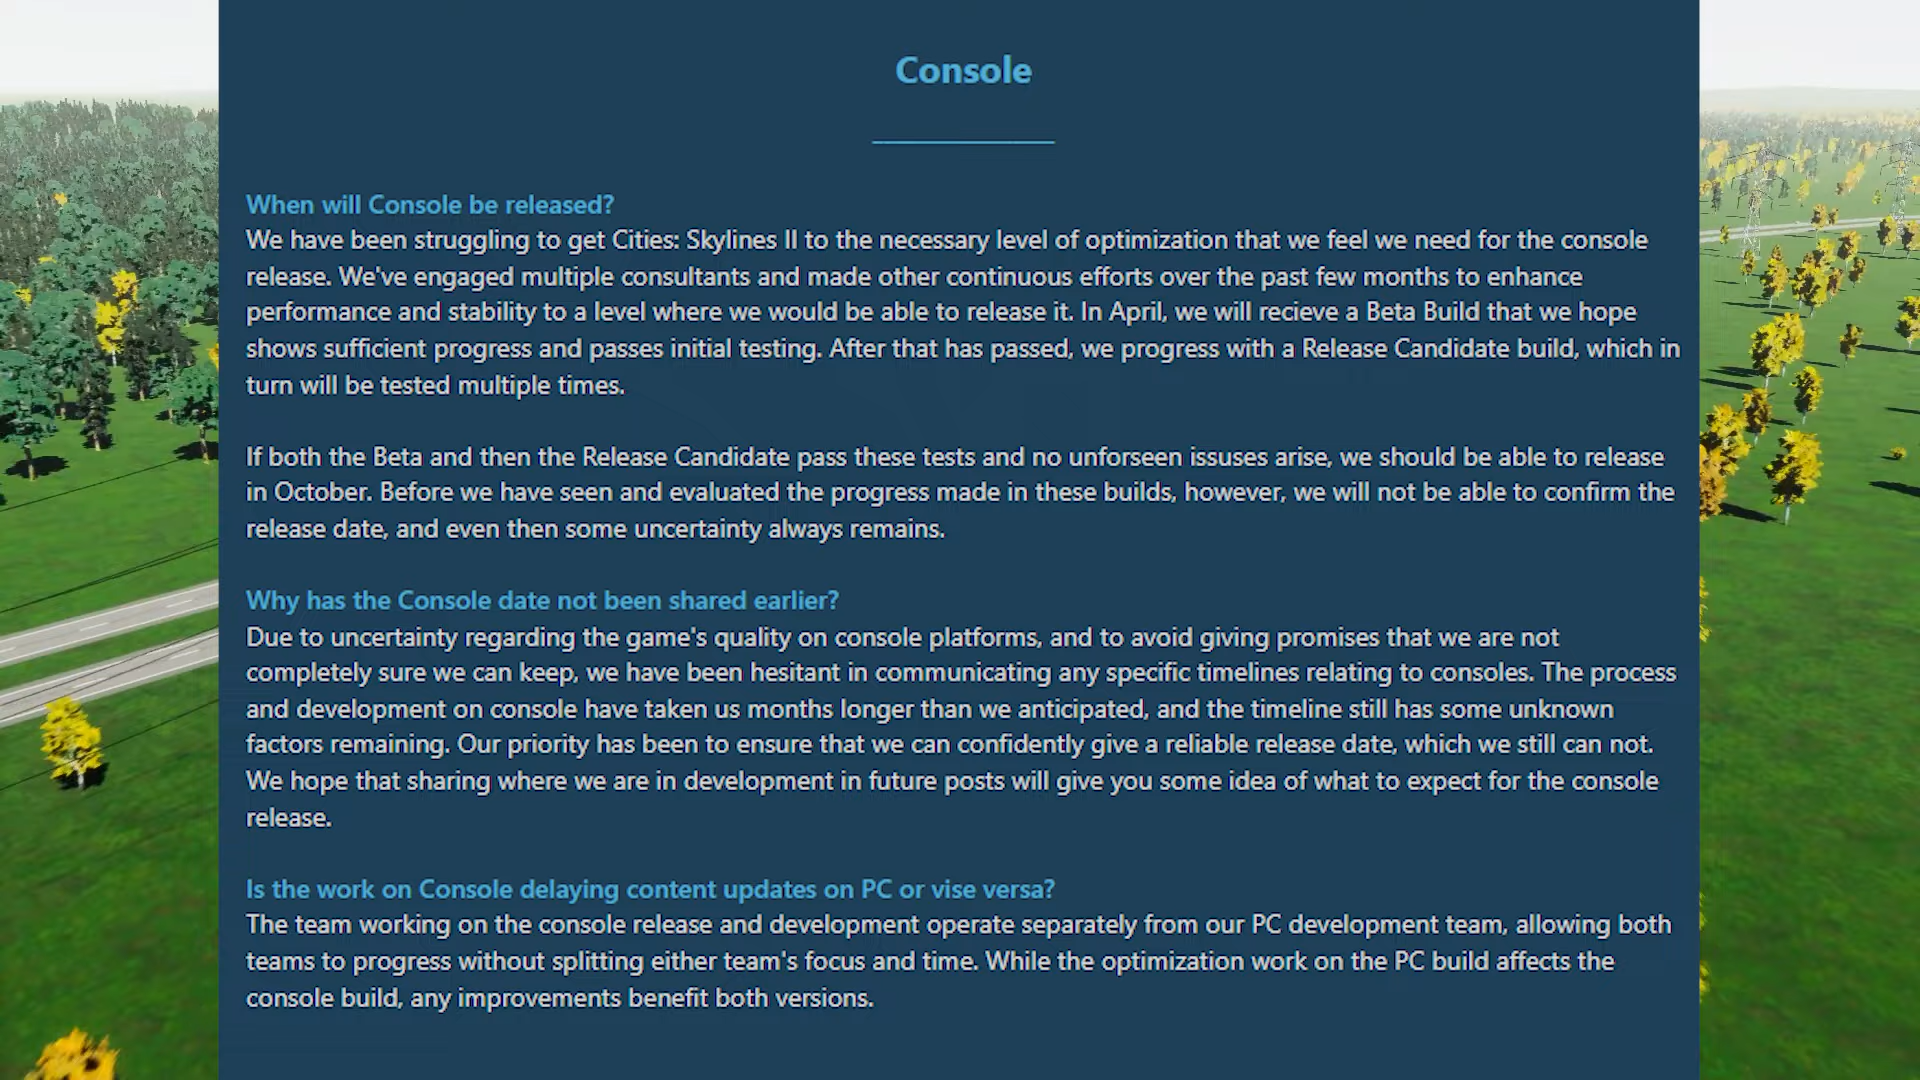 Console
When will Console be released?
We have been struggling to get Cities: Skylines II to the necessary level of optimization that we feel we need for the console
release. We've engaged multiple consultants and made other continuous efforts over the past few months to enhance
performance and stability to a level where we would be able to release it. In April, we will recieve a Beta Build that we hope
shows sufficient progress and passes initial testing. After that has passed, we progress with a Release Candidate build, which in
turn will be tested multiple times.
If both the Beta and then the Release Candidate pass these tests and no unforseen issuses arise, we should be able to release
in October. Before we have seen and evaluated the progress made in these builds, however, we will not be able to confirm the
release date, and even then some uncertainty always remains.
Why has the Console date not been shared earlier?
Due to uncertainty regarding the game's quality on console platforms, and to avoid giving promises that we are not
completely sure we can keep, we have been hesitant in communicating any specific timelines relating to consoles. The process
and development on console have taken us months longer than we anticipated, and the timeline still has some unknown
factors remaining. Our priority has been to ensure that we can confidently give a reliable release date, which we still can not.
We hope that sharing where we are in development in future posts will give you some idea of what to expect for the console
release.
Is the work on Console delaying content updates on PC or vise versa?
The team working on the console release and development operate separately from our PC development team, allowing both
teams to progress without splitting either team's focus and time. While the optimization work on the PC build affects the
console build, any improvements benefit both versions.